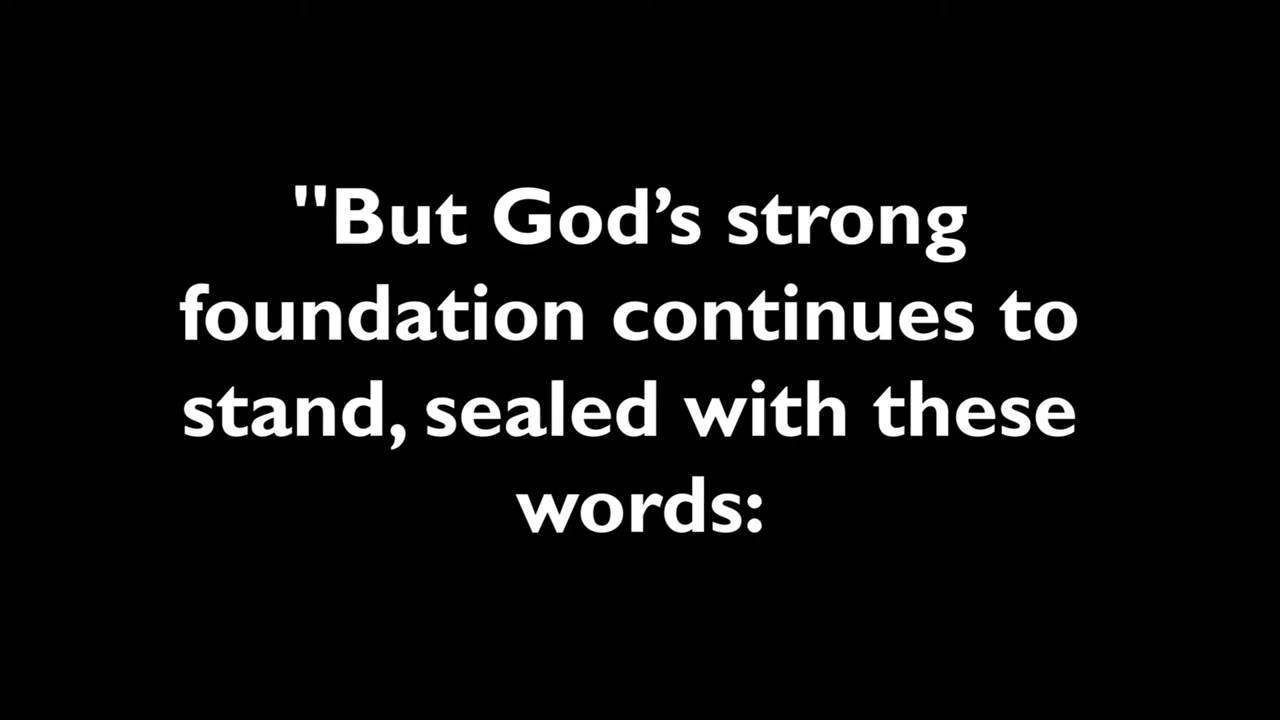 "But God’s strong
foundation continues to
stand, sealed with these
words: